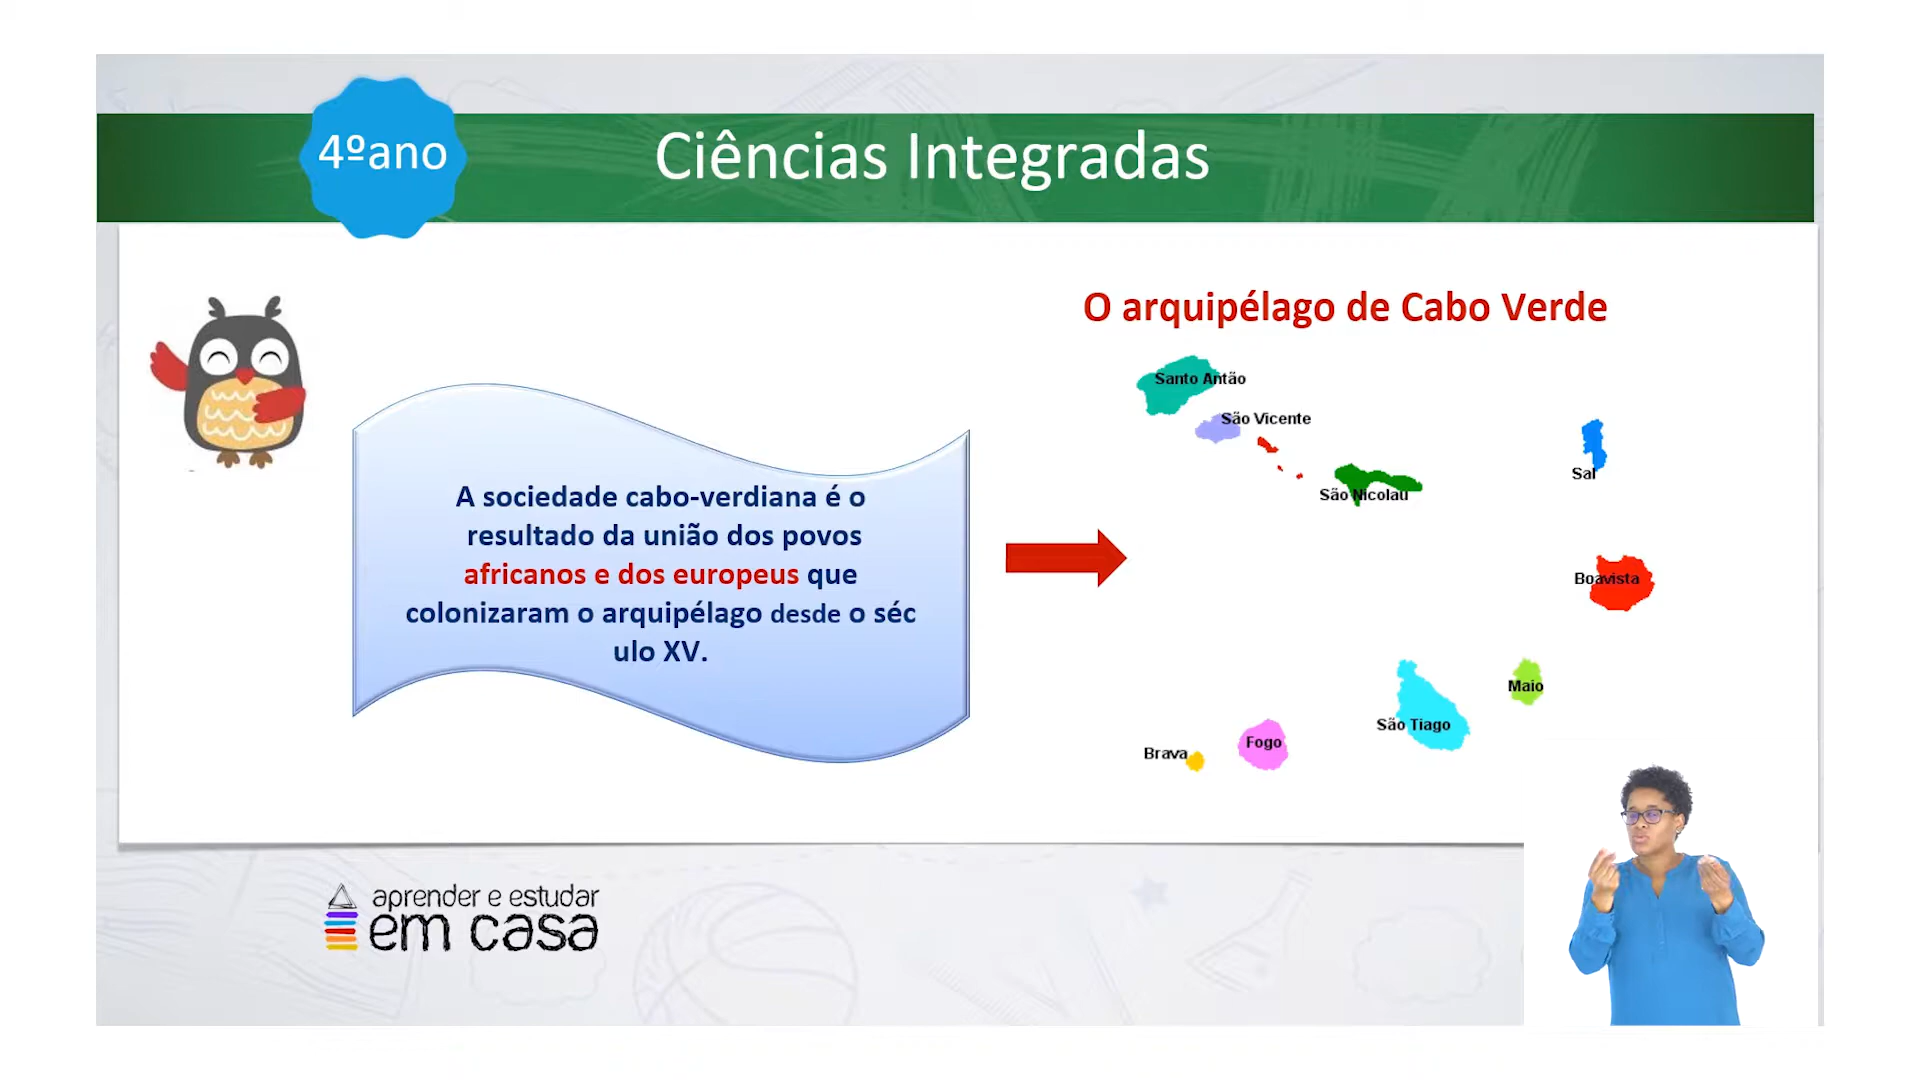 4ºano
Ciências Integradas
O arquipélago de Cabo Verde
A sociedade cabo-verdiana é o
resultado da união dos povos
africanos e dos europeus que
colonizaram o arquipélago desde o séc
ulo XV.
Santo Antão
São Vicente
São Nicolau
Sal
Boavista
Maio
São Tiago
Fogo
Brava
aprender e estudar
em casa